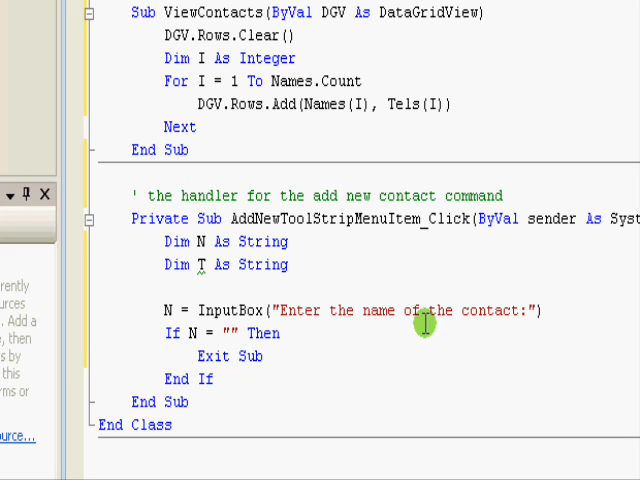 Sub ViewContacts(ByVal DGV As DataGridView)
DGV.Rows.Clear()
Dim I As Integer
For I = 1 To Names.Count
DGV.Rows.Add(Names(I), Tels(I))
Next
End Sub
' the handler for the add new contact command
Private Sub AddNewToolStripMenuItem_Click(ByVal sender As Syst
Dim N As String
Dim T As String
N = InputBox("Enter the name of the contact:")
If N = "" Then
Exit Sub
End If
End Sub
End Class
rently
ources
. Add a
e, then
s by
this
rms or
ource...